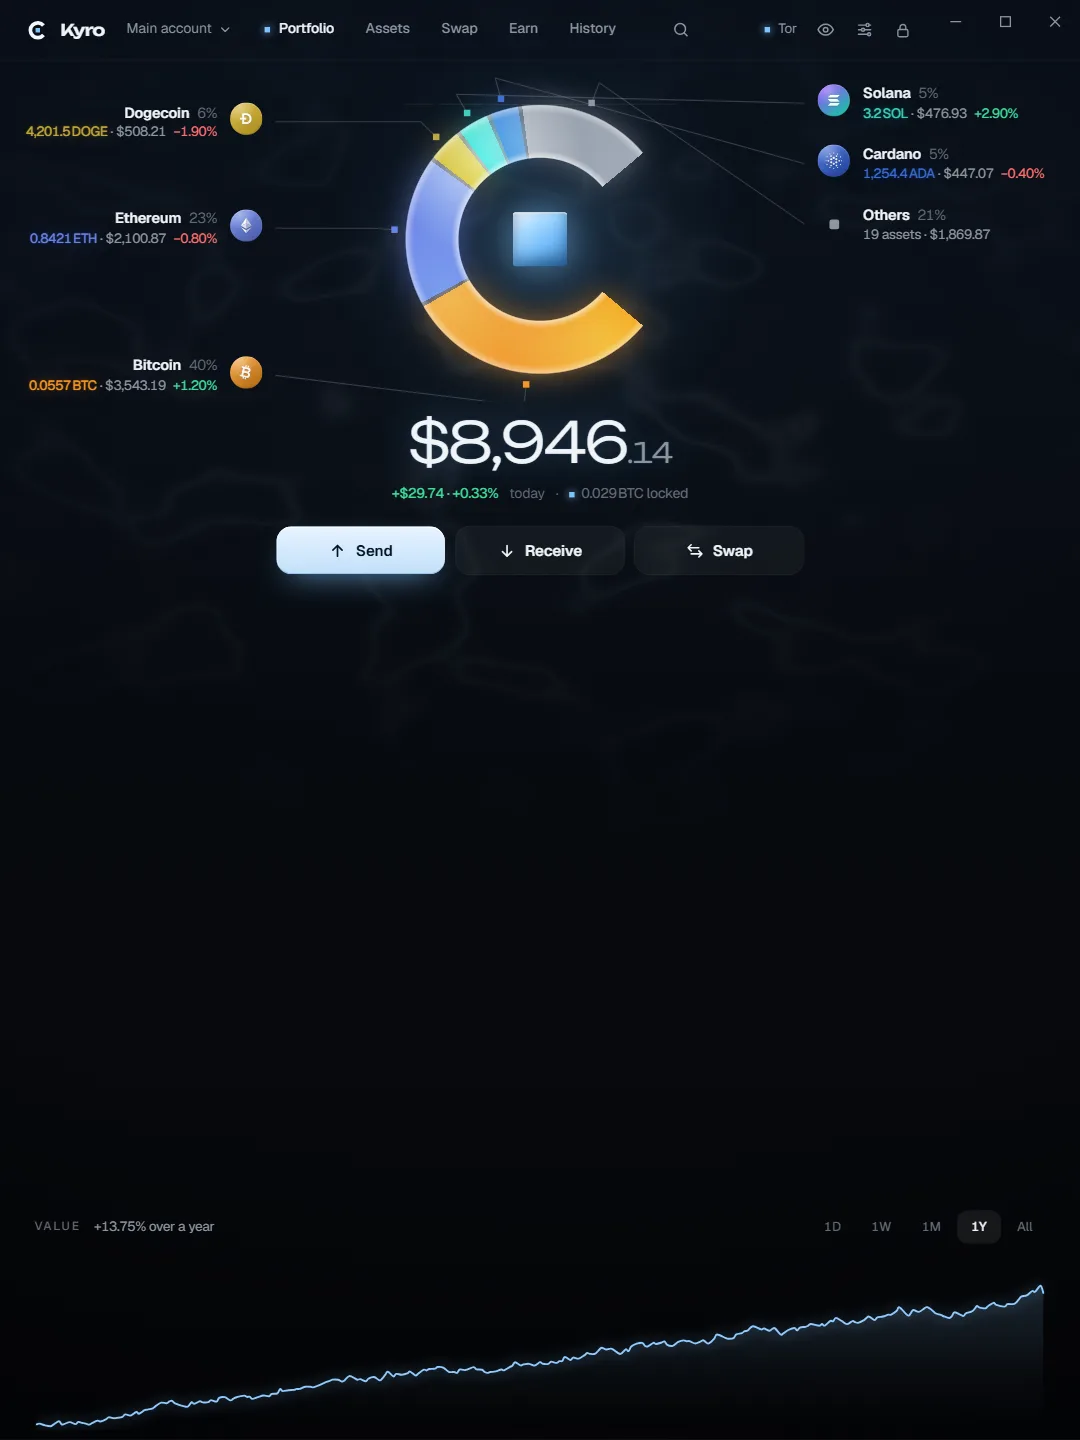 Kyro Main account Portfolio Assets Swap Earn History Tor
Dogecoin 6%
4,201.5 DOGE · $508.21 −1.90%
Ethereum 23%
0.8421 ETH · $2,100.87 −0.80%
Bitcoin 40%
0.0557 BTC · $3,543.19 +1.20%
Solana 5%
3.2 SOL · $476.93 +2.90%
Cardano 5%
1,254.4 ADA · $447.07 −0.40%
Others 21%
19 assets · $1,869.87
$8,946.14
+$29.74 · +0.33% today · 0.029 BTC locked
Send Receive Swap
VALUE +13.75% over a year 1D 1W 1M 1Y All